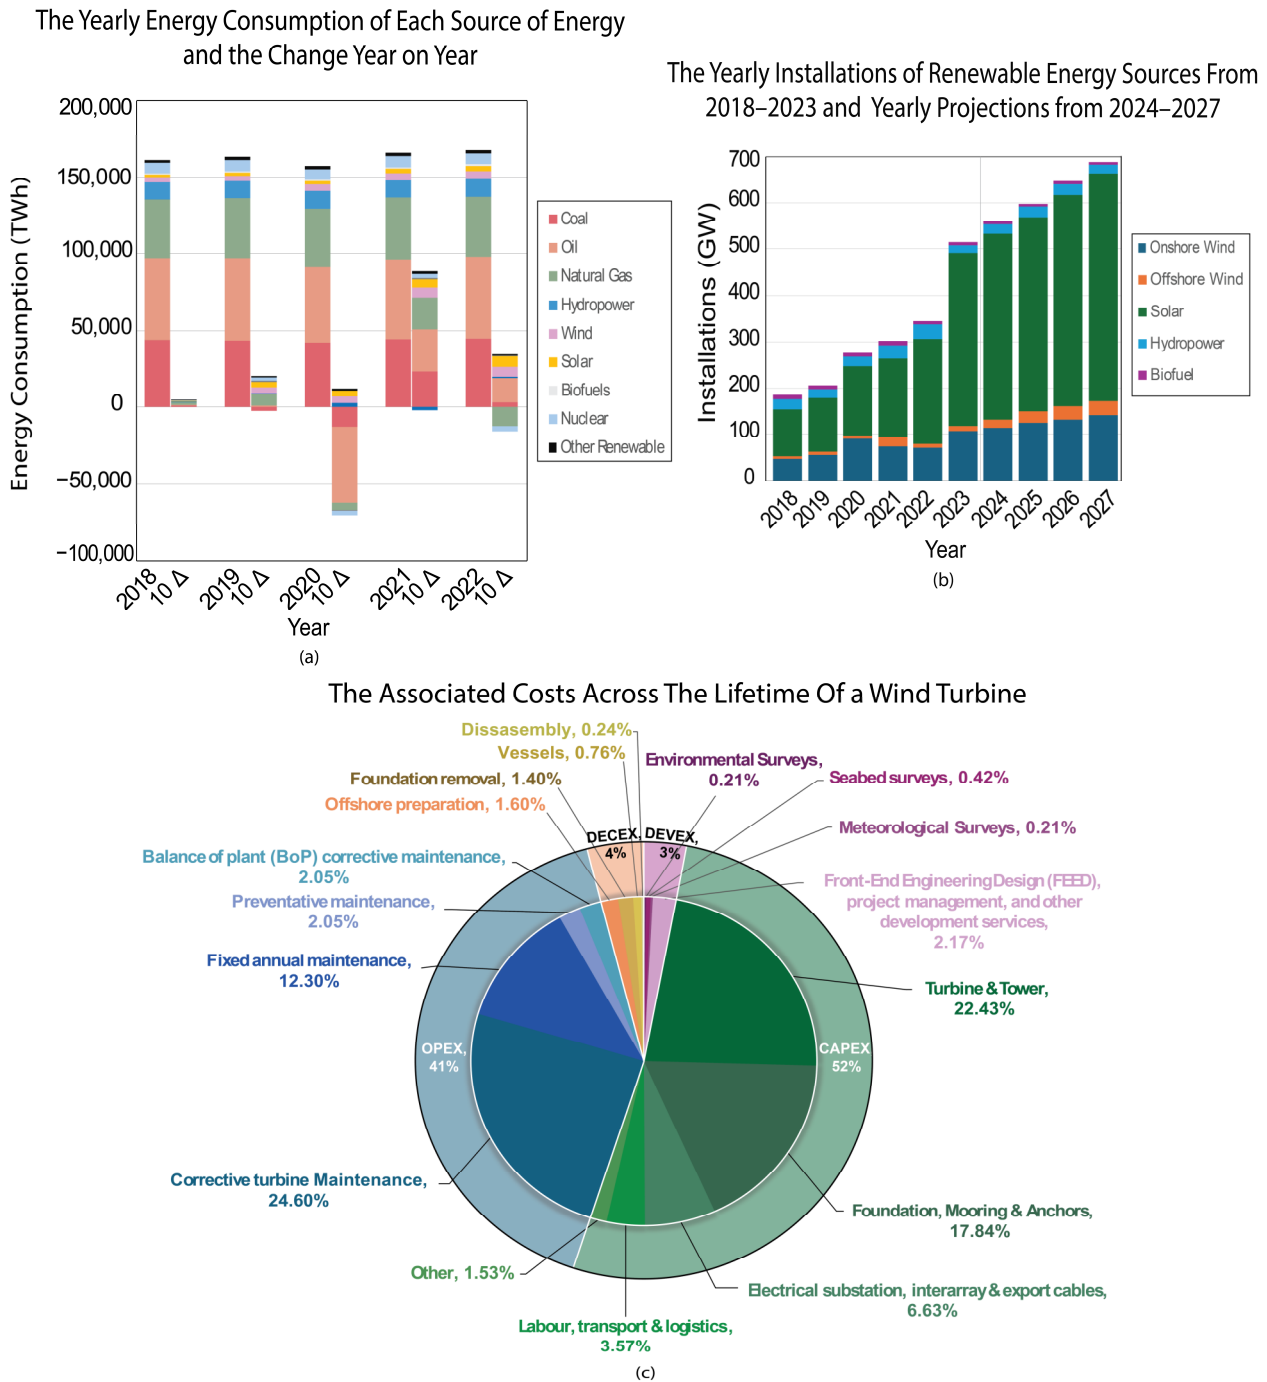 The Yearly Energy Consumption of Each Source of Energy
and the Change Year on Year
Energy Consumption (TWh)
200,000
150,000
100,000
50,000
0
−50,000
−100,000
2018
10 Δ
2019
10 Δ
2020
10 Δ
2021
10 Δ
2022
10 Δ
Year
Coal
Oil
Natural Gas
Hydropower
Wind
Solar
Biofuels
Nuclear
Other Renewable
(a)
The Yearly Installations of Renewable Energy Sources From
2018–2023 and Yearly Projections from 2024–2027
Installations (GW)
700
600
500
400
300
200
100
0
2018
2019
2020
2021
2022
2023
2024
2025
2026
2027
Year
Onshore Wind
Offshore Wind
Solar
Hydropower
Biofuel
(b)
The Associated Costs Across The Lifetime Of a Wind Turbine
Dissasembly, 0.24%
Vessels, 0.76%
Foundation removal, 1.40%
Offshore preparation, 1.60%
Balance of plant (BoP) corrective maintenance,
2.05%
Preventative maintenance,
2.05%
Fixed annual maintenance,
12.30%
Corrective turbine Maintenance,
24.60%
Other, 1.53%
Labour, transport & logistics,
3.57%
Environmental Surveys,
0.21%
Seabed surveys, 0.42%
Meteorological Surveys, 0.21%
Front-End Engineering Design (FEED),
project management, and other
development services,
2.17%
Turbine & Tower,
22.43%
Foundation, Mooring & Anchors,
17.84%
Electrical substation, interarray & export cables,
6.63%
DECEX,
4%
DEVEX,
3%
OPEX,
41%
CAPEX
52%
(c)